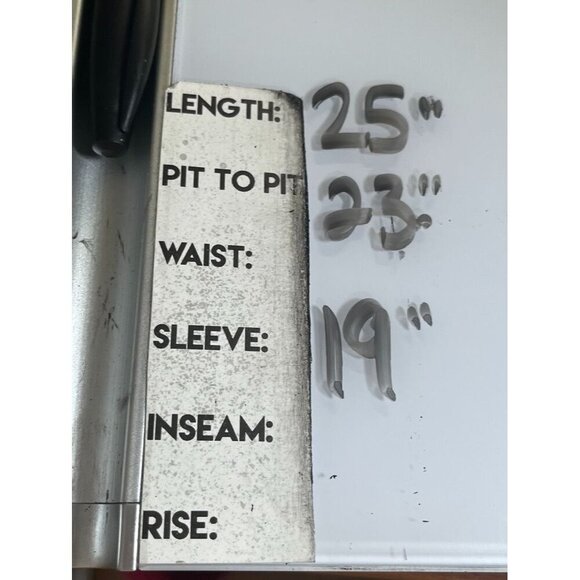 LENGTH: 25"
PIT TO PIT 23"
WAIST:
SLEEVE: 19"
INSEAM:
RISE: